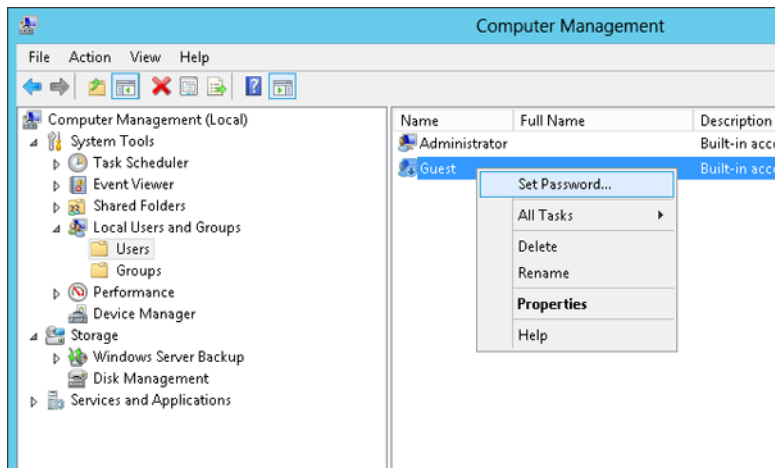 Computer Management
File Action View Help
Computer Management (Local)
System Tools
Task Scheduler
Event Viewer
Shared Folders
Local Users and Groups
Users
Groups
Performance
Device Manager
Storage
Windows Server Backup
Disk Management
Services and Applications
Name Full Name Description
Administrator Built-in acc
Guest Built-in acc
Set Password...
All Tasks
Delete
Rename
Properties
Help